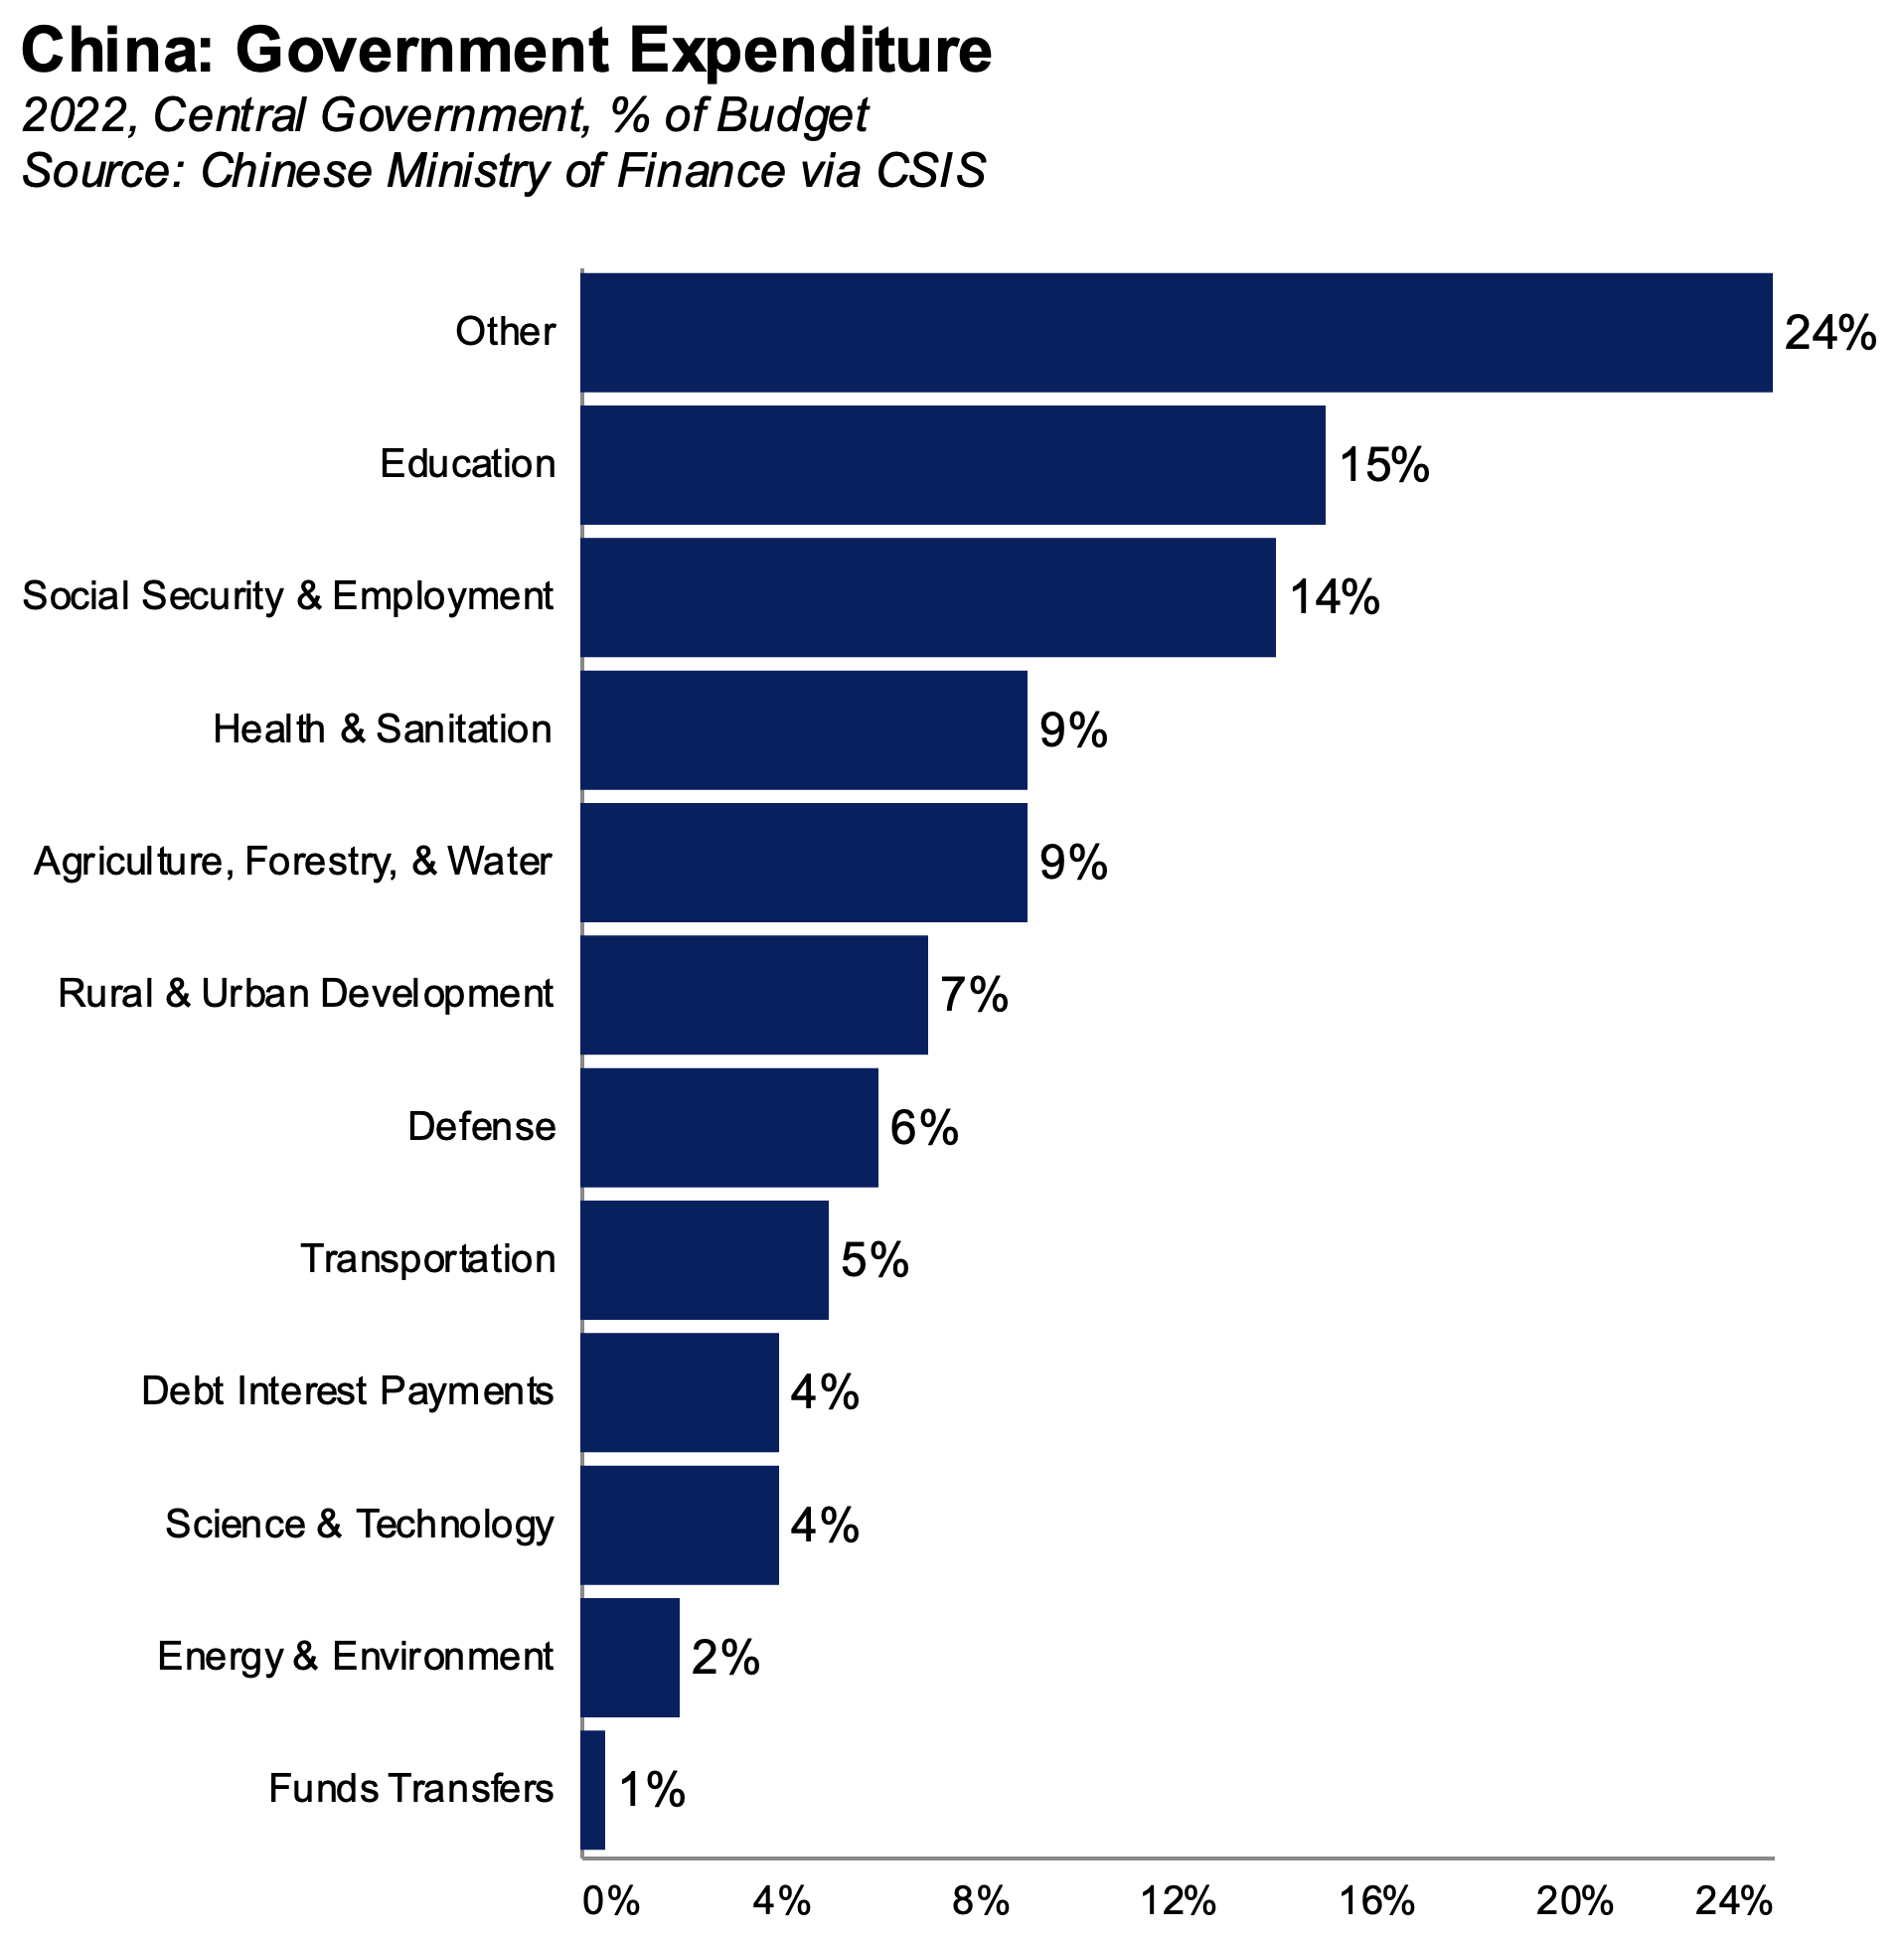 China: Government Expenditure
2022, Central Government, % of Budget
Source: Chinese Ministry of Finance via CSIS
Other 24%
Education 15%
Social Security & Employment 14%
Health & Sanitation 9%
Agriculture, Forestry, & Water 9%
Rural & Urban Development 7%
Defense 6%
Transportation 5%
Debt Interest Payments 4%
Science & Technology 4%
Energy & Environment 2%
Funds Transfers 1%
0% 4% 8% 12% 16% 20% 24%